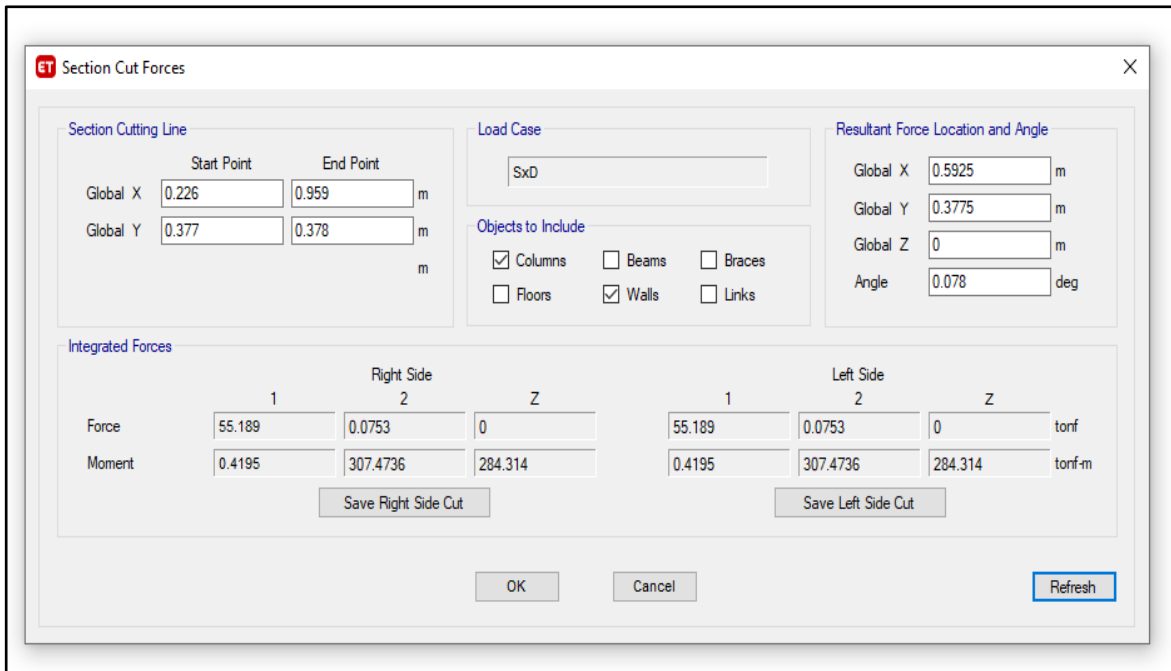 ET Section Cut Forces
Section Cutting Line
Start Point End Point
Global X 0.226 0.959 m
Global Y 0.377 0.378 m
m
Load Case
SxD
Objects to Include
Columns Beams Braces
Floors Walls Links
Resultant Force Location and Angle
Global X 0.5925 m
Global Y 0.3775 m
Global Z 0 m
Angle 0.078 deg
Integrated Forces
Right Side Left Side
1 2 Z 1 2 Z
Force 55.189 0.0753 0 55.189 0.0753 0 tonf
Moment 0.4195 307.4736 284.314 0.4195 307.4736 284.314 tonf-m
Save Right Side Cut Save Left Side Cut
OK Cancel Refresh